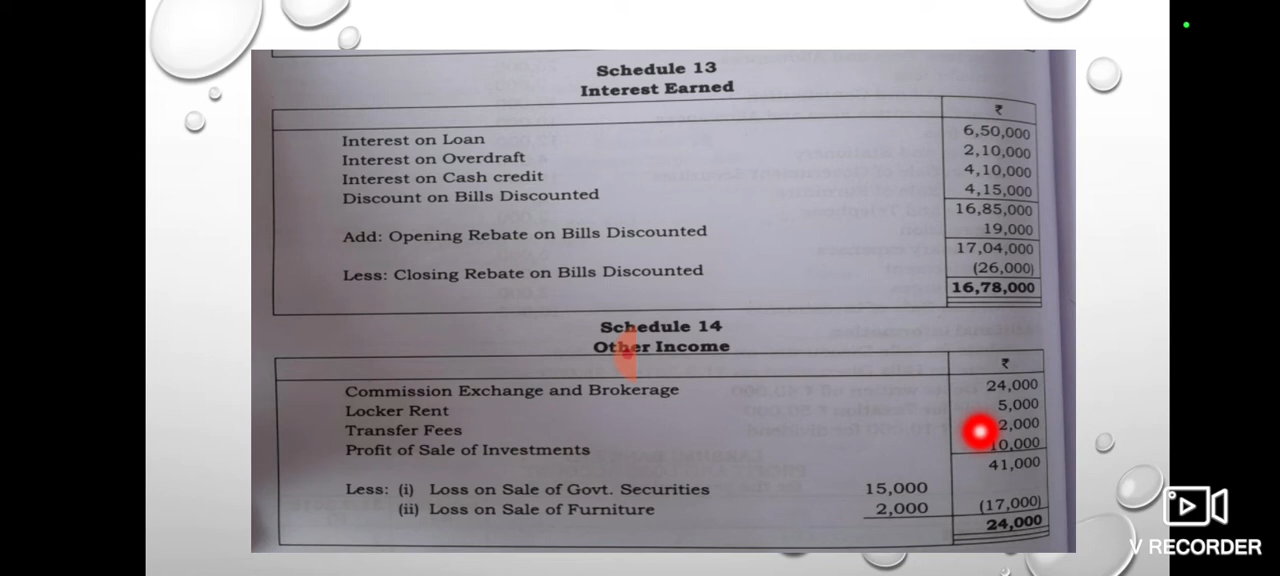 Schedule 13
Interest Earned
₹
Interest on Loan 6,50,000
Interest on Overdraft 2,10,000
Interest on Cash credit 4,10,000
Discount on Bills Discounted 4,15,000
16,85,000
Add: Opening Rebate on Bills Discounted 19,000
17,04,000
Less: Closing Rebate on Bills Discounted (26,000)
16,78,000
Schedule 14
Other Income
₹
Commission Exchange and Brokerage 24,000
Locker Rent 5,000
Transfer Fees 2,000
Profit of Sale of Investments 10,000
41,000
Less: (i) Loss on Sale of Govt. Securities 15,000
(ii) Loss on Sale of Furniture 2,000 (17,000)
24,000
V RECORDER